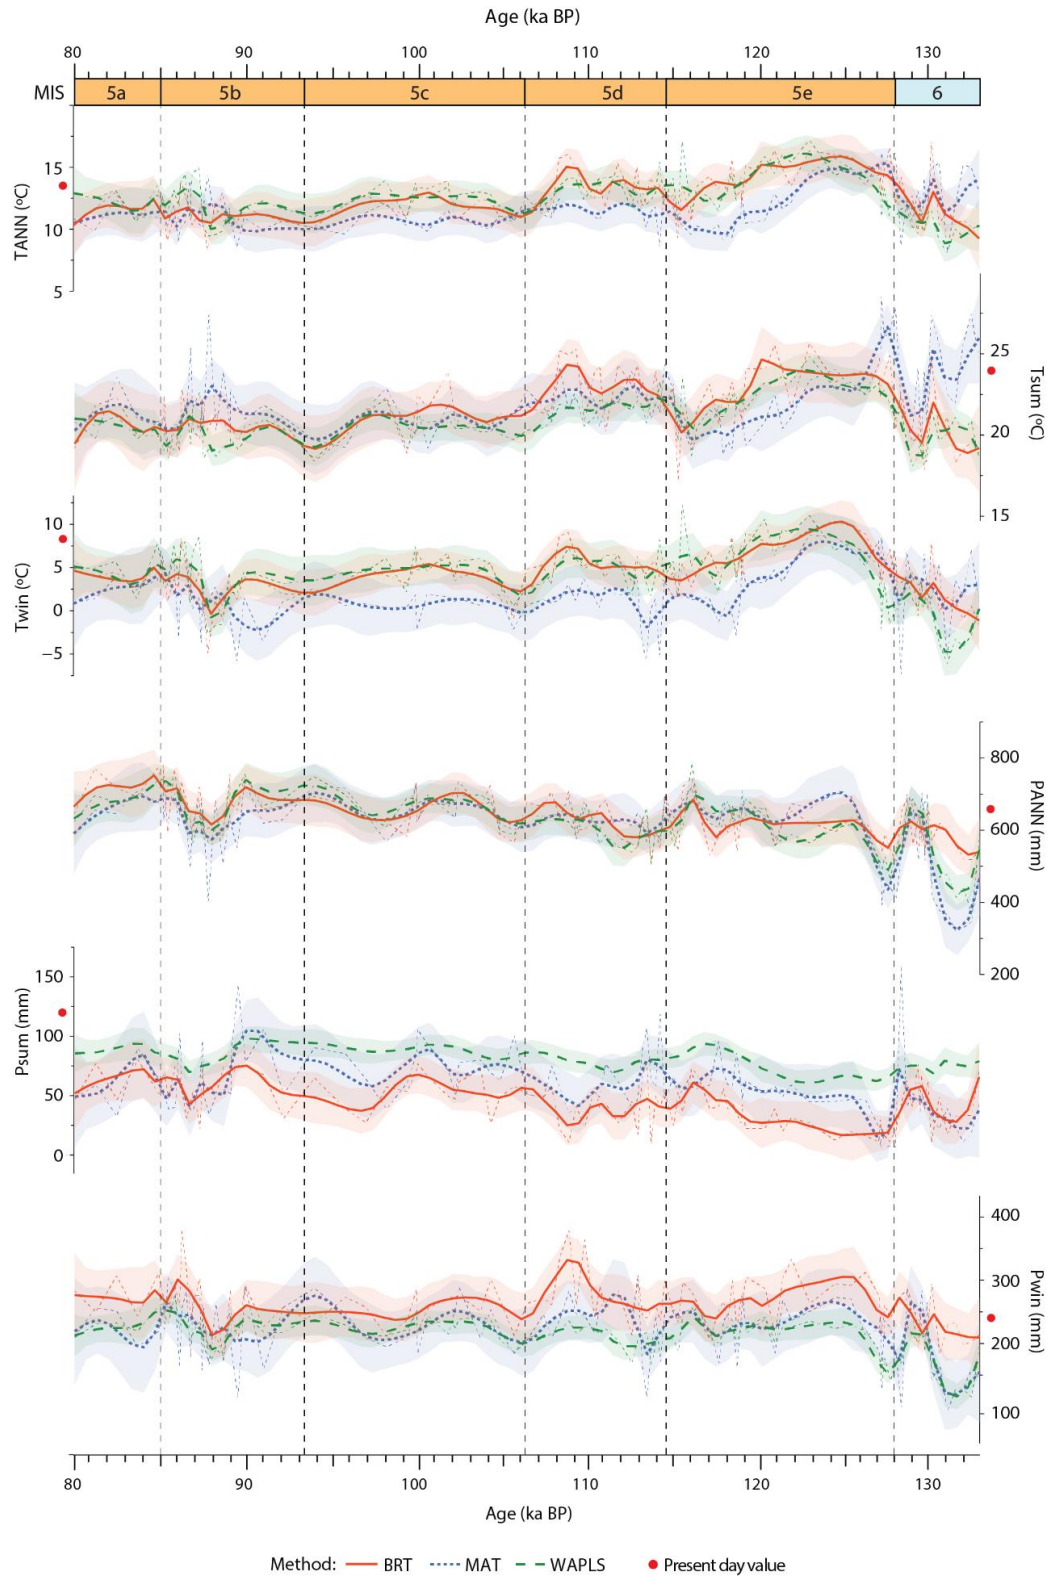 Age (ka BP)
80 90 100 110 120 130
MIS 5a 5b 5c 5d 5e 6
TANN (ºC)
15
10
5
Tsum (ºC)
25
20
15
Twin (ºC)
10
5
0
−5
PANN (mm)
800
600
400
200
Psum (mm)
150
100
50
0
Pwin (mm)
400
300
200
100
80 90 100 110 120 130
Age (ka BP)
Method: BRT MAT WAPLS Present day value